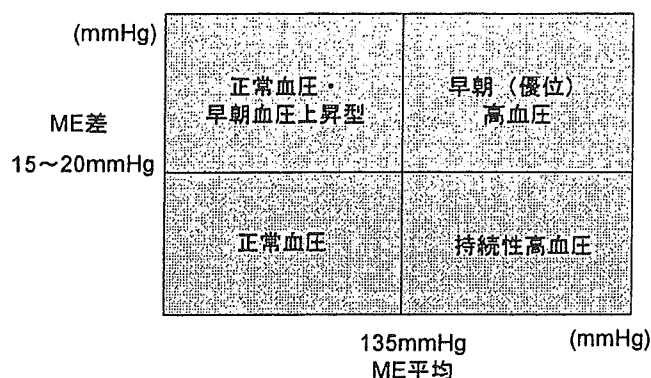 (mmHg)
正常血圧・
早朝血圧上昇型
早朝（優位）
高血圧
ME差
15〜20mmHg
正常血圧
持続性高血圧
135mmHg
(mmHg)
ME平均